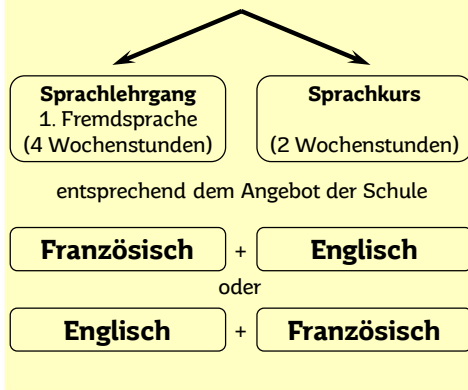 Sprachlehrgang
1. Fremdsprache
(4 Wochenstunden)
Sprachkurs
(2 Wochenstunden)
entsprechend dem Angebot der Schule
Französisch + Englisch
oder
Englisch + Französisch